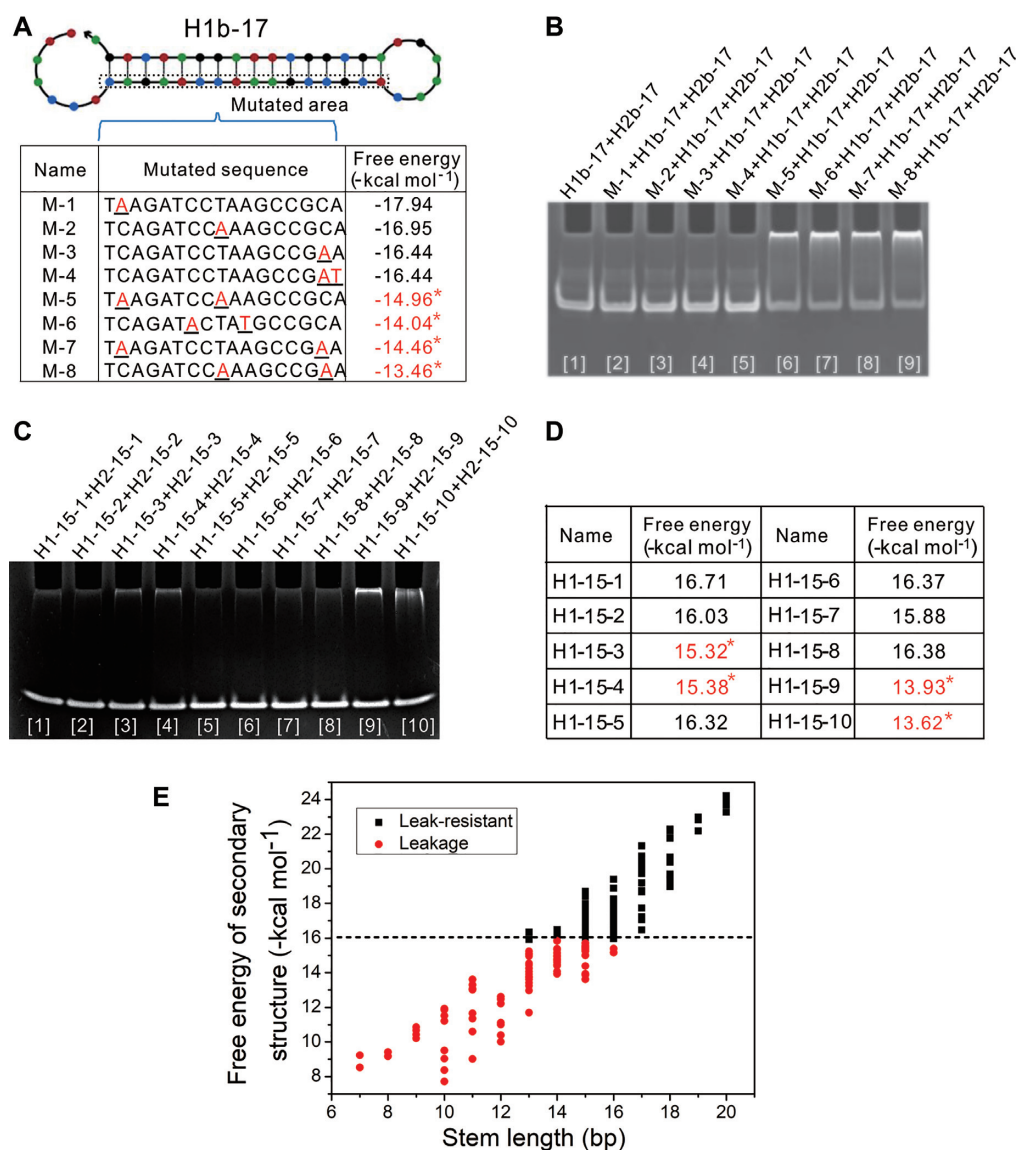 A
H1b-17
Mutated area
Name Mutated sequence Free energy (-kcal mol⁻¹)
M-1 TAAGATCCTAAGCCGCA -17.94
M-2 TCAGATCCAAAGCCGCA -16.95
M-3 TCAGATCCTAAGCCGAA -16.44
M-4 TCAGATCCTAAGCCGAT -16.44
M-5 TAAGATCCAAAGCCGCA -14.96*
M-6 TCAGATACTATGCCGCA -14.04*
M-7 TAAGATCCTAAGCCGAA -14.46*
M-8 TCAGATCCAAAGCCGAA -13.46*
B
H1b-17+H2b-17
M-1+H1b-17+H2b-17
M-2+H1b-17+H2b-17
M-3+H1b-17+H2b-17
M-4+H1b-17+H2b-17
M-5+H1b-17+H2b-17
M-6+H1b-17+H2b-17
M-7+H1b-17+H2b-17
M-8+H1b-17+H2b-17
[1] [2] [3] [4] [5] [6] [7] [8] [9]
C
H1-15-1+H2-15-1
H1-15-2+H2-15-2
H1-15-3+H2-15-3
H1-15-4+H2-15-4
H1-15-5+H2-15-5
H1-15-6+H2-15-6
H1-15-7+H2-15-7
H1-15-8+H2-15-8
H1-15-9+H2-15-9
H1-15-10+H2-15-10
[1] [2] [3] [4] [5] [6] [7] [8] [9] [10]
D
Name Free energy (-kcal mol⁻¹) Name Free energy (-kcal mol⁻¹)
H1-15-1 16.71 H1-15-6 16.37
H1-15-2 16.03 H1-15-7 15.88
H1-15-3 15.32* H1-15-8 16.38
H1-15-4 15.38* H1-15-9 13.93*
H1-15-5 16.32 H1-15-10 13.62*
E
Free energy of secondary
structure (-kcal mol⁻¹)
24
22
20
18
16
14
12
10
8
Leak-resistant
Leakage
6 8 10 12 14 16 18 20
Stem length (bp)